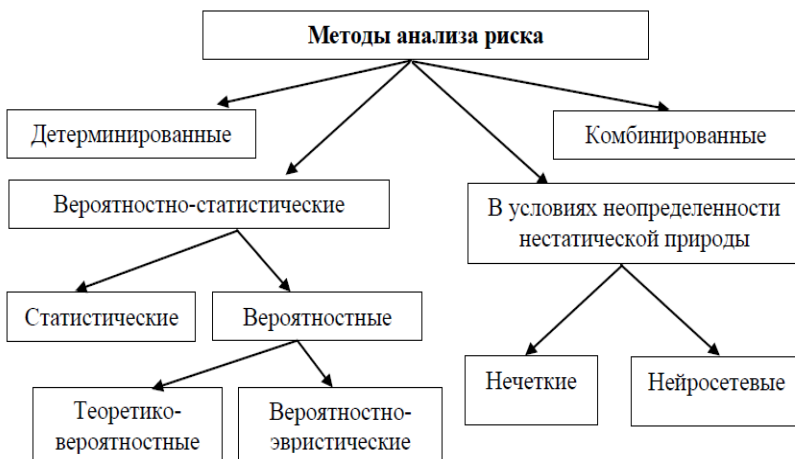 Методы анализа риска
Детерминированные
Комбинированные
Вероятностно-статистические
В условиях неопределенности
нестатической природы
Статистические
Вероятностные
Нечеткие
Нейросетевые
Теоретико-
вероятностные
Вероятностно-
эвристические